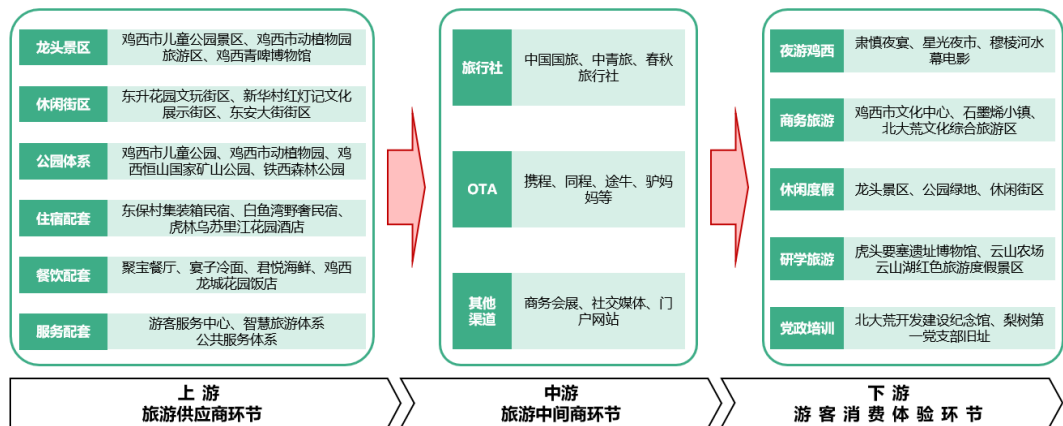 龙头景区
鸡西市儿童公园景区、鸡西市动植物园
旅游区、鸡西青啤博物馆
休闲街区
东升花园文玩街区、新华村红灯记文化
展示街区、东安大街街区
公园体系
鸡西市儿童公园、鸡西市动植物园、鸡
西恒山国家矿山公园、铁西森林公园
住宿配套
东保村集装箱民宿、白鱼湾野奢民宿、
虎林乌苏里江花园酒店
餐饮配套
聚宝餐厅、宴子冷面、君悦海鲜、鸡西
龙城花园饭店
服务配套
游客服务中心、智慧旅游体系
公共服务体系
旅行社
中国国旅、中青旅、春秋
旅行社
OTA
携程、同程、途牛、驴妈
妈等
其他
渠道
商务会展、社交媒体、门
户网站
夜游鸡西
肃慎夜宴、星光夜市、穆棱河水
幕电影
商务旅游
鸡西市文化中心、石墨烯小镇、
北大荒文化综合旅游区
休闲度假
龙头景区、公园绿地、休闲街区
研学旅游
虎头要塞遗址博物馆、云山农场
云山湖红色旅游度假景区
党政培训
北大荒开发建设纪念馆、梨树第
一党支部旧址
上 游
旅游供应商环节
中游
旅游中间商环节
下 游
游客消费体验环节